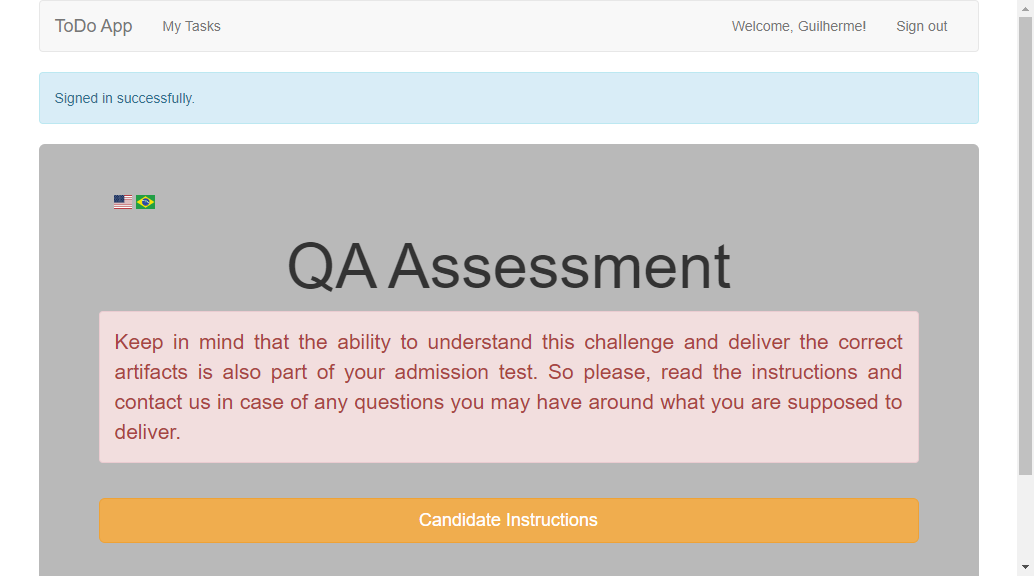 ToDo App My Tasks Welcome, Guilherme! Sign out
Signed in successfully.
QA Assessment
Keep in mind that the ability to understand this challenge and deliver the correct
artifacts is also part of your admission test. So please, read the instructions and
contact us in case of any questions you may have around what you are supposed to
deliver.
Candidate Instructions